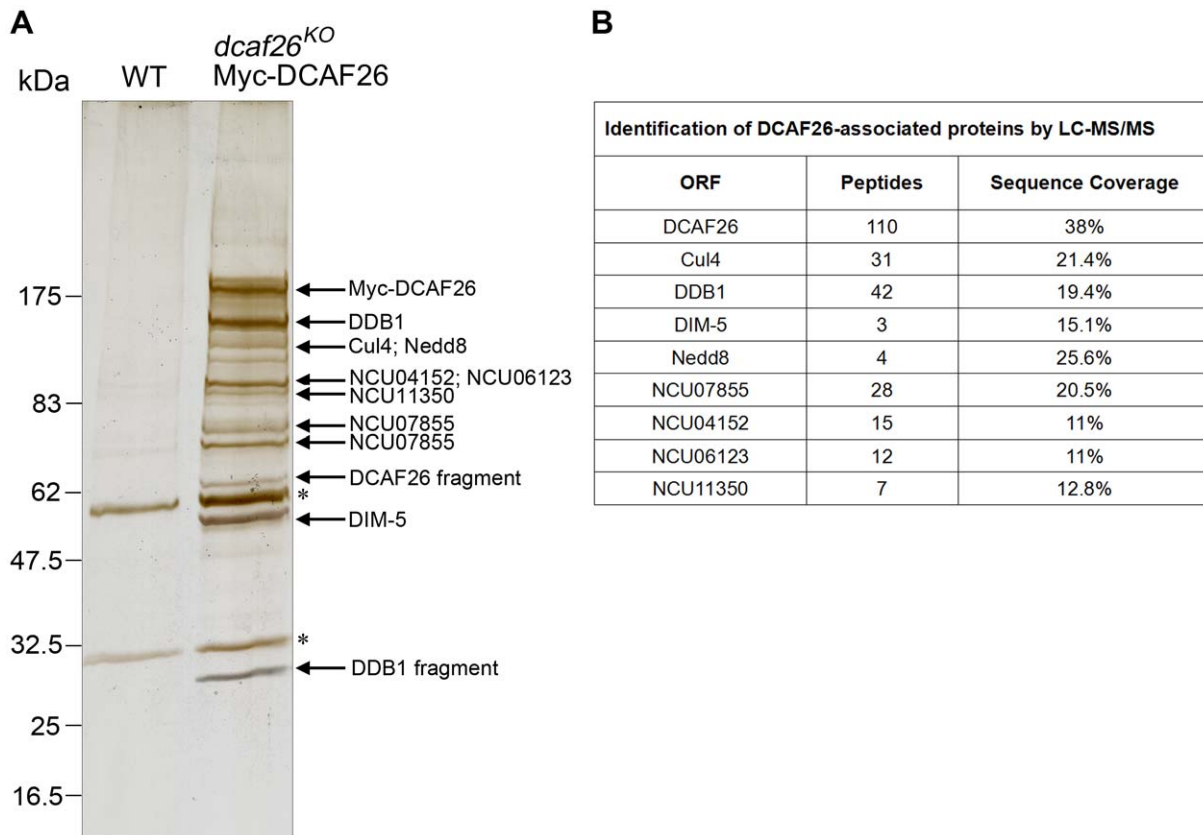 A
kDa
WT
dcaf26KO
Myc-DCAF26
175
83
62
47.5
32.5
25
16.5
Myc-DCAF26
DDB1
Cul4; Nedd8
NCU04152; NCU06123
NCU11350
NCU07855
NCU07855
DCAF26 fragment
*
DIM-5
*
DDB1 fragment
B
Identification of DCAF26-associated proteins by LC-MS/MS
ORF Peptides Sequence Coverage
DCAF26 110 38%
Cul4 31 21.4%
DDB1 42 19.4%
DIM-5 3 15.1%
Nedd8 4 25.6%
NCU07855 28 20.5%
NCU04152 15 11%
NCU06123 12 11%
NCU11350 7 12.8%